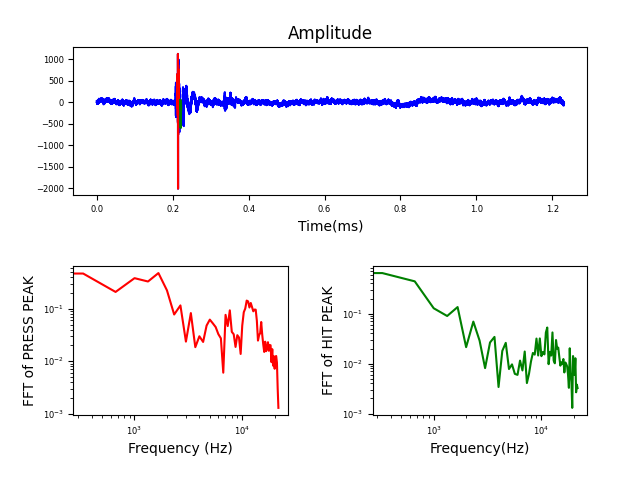 Amplitude
1000
500
0
−500
−1000
−1500
−2000
0.0 0.2 0.4 0.6 0.8 1.0 1.2
Time(ms)
FFT of PRESS PEAK
10⁻¹
10⁻²
10⁻³
10³ 10⁴
Frequency (Hz)
FFT of HIT PEAK
10⁻¹
10⁻²
10⁻³
10³ 10⁴
Frequency(Hz)